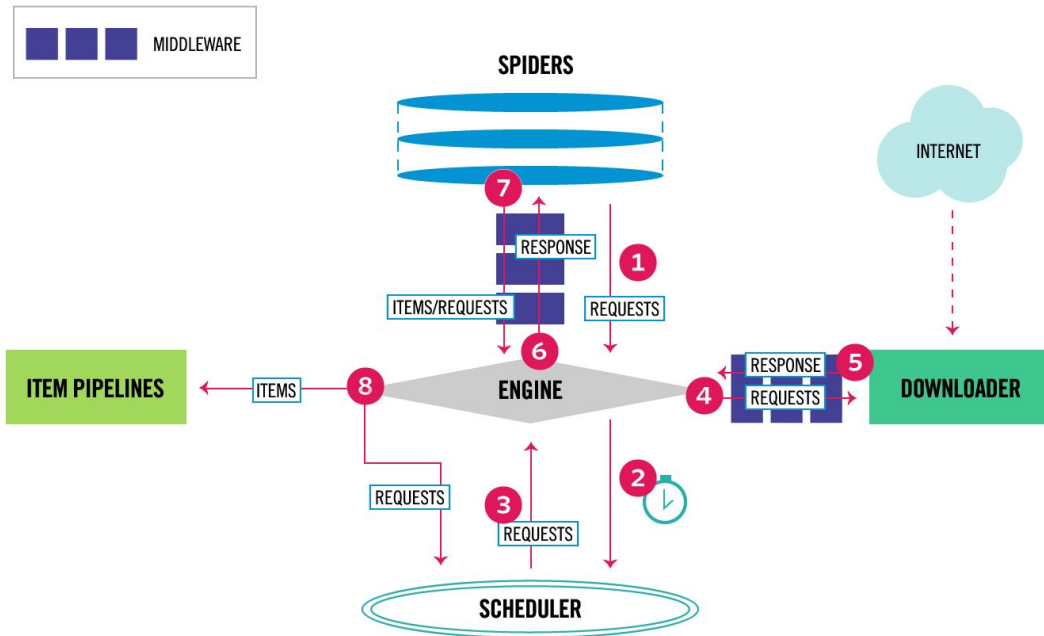 MIDDLEWARE
SPIDERS
INTERNET
7
RESPONSE
1
ITEMS/REQUESTS
REQUESTS
6
5
RESPONSE
ITEM PIPELINES
ITEMS
8
ENGINE
4
REQUESTS
DOWNLOADER
2
REQUESTS
3
REQUESTS
SCHEDULER